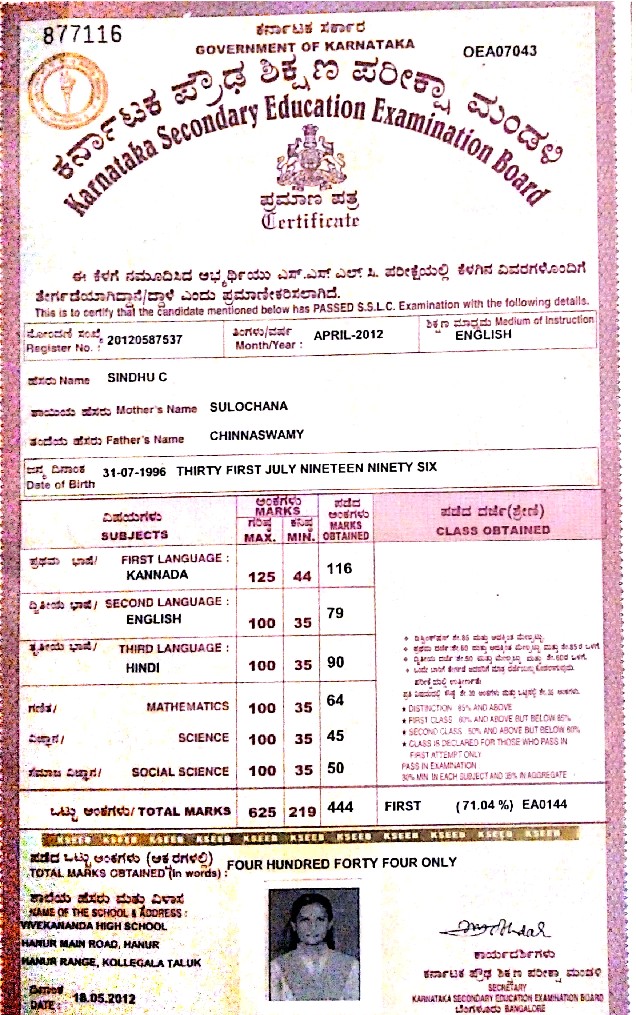 877116
ಕರ್ನಾಟಕ ಸರ್ಕಾರ
GOVERNMENT OF KARNATAKA
OEA07043
ಕರ್ನಾಟಕ ಪ್ರೌಢ ಶಿಕ್ಷಣ ಪರೀಕ್ಷಾ ಮಂಡಳಿ
Karnataka Secondary Education Examination Board
ಪ್ರಮಾಣ ಪತ್ರ
Certificate
ಈ ಕೆಳಗೆ ನಮೂದಿಸಿದ ಅಭ್ಯರ್ಥಿಯು ಎಸ್.ಎಸ್ ಎಲ್.ಸಿ. ಪರೀಕ್ಷೆಯಲ್ಲಿ ಕೆಳಗಿನ ವಿವರಗಳೊಂದಿಗೆ
ತೇರ್ಗಡೆಯಾಗಿದ್ದಾನೆ/ದ್ದಾಳೆ ಎಂದು ಪ್ರಮಾಣೀಕರಿಸಲಾಗಿದೆ.
This is to certify that the candidate mentioned below has PASSED S.S.L.C. Examination with the following details.
ನೋಂದಣಿ ಸಂಖ್ಯೆ ತಿಂಗಳು/ವರ್ಷ ಶಿಕ್ಷಣ ಮಾಧ್ಯಮ Medium of Instruction
Register No. : 20120587537 Month/Year : APRIL-2012 ENGLISH
ಹೆಸರು Name SINDHU C
ತಾಯಿಯ ಹೆಸರು Mother's Name SULOCHANA
ತಂದೆಯ ಹೆಸರು Father's Name CHINNASWAMY
ಜನ್ಮ ದಿನಾಂಕ 31-07-1996 THIRTY FIRST JULY NINETEEN NINETY SIX
Date of Birth
ವಿಷಯಗಳು
SUBJECTS
ಅಂಕಗಳು
MARKS
ಗರಿಷ್ಠ ಕನಿಷ್ಠ
MAX. MIN.
ಪಡೆದ
ಅಂಕಗಳು
MARKS
OBTAINED
ಪಡೆದ ದರ್ಜೆ(ಶ್ರೇಣಿ)
CLASS OBTAINED
ಪ್ರಥಮ ಭಾಷೆ/ FIRST LANGUAGE :
KANNADA 125 44 116
ದ್ವಿತೀಯ ಭಾಷೆ/ SECOND LANGUAGE :
ENGLISH 100 35 79
ತೃತೀಯ ಭಾಷೆ/ THIRD LANGUAGE :
HINDI 100 35 90
ಗಣಿತ/ MATHEMATICS 100 35 64
ವಿಜ್ಞಾನ/ SCIENCE 100 35 45
ಸಮಾಜ ವಿಜ್ಞಾನ/ SOCIAL SCIENCE 100 35 50
★ DISTINCTION 85% AND ABOVE
★ FIRST CLASS 60% AND ABOVE BUT BELOW 85%
★ SECOND CLASS 50% AND ABOVE BUT BELOW 60%
★ CLASS IS DECLARED FOR THOSE WHO PASS IN
FIRST ATTEMPT ONLY
PASS IN EXAMINATION
30% MIN. IN EACH SUBJECT AND 35% IN AGGREGATE
ಒಟ್ಟು ಅಂಕಗಳು/ TOTAL MARKS 625 219 444 FIRST (71.04 %) EA0144
KSEEB KSEEB KSEEB KSEEB KSEEB KSEEB KSEEB KSEEB KSEEB KSEEB KSEEB
ಪಡೆದ ಒಟ್ಟು ಅಂಕಗಳು (ಅಕ್ಷರಗಳಲ್ಲಿ)
TOTAL MARKS OBTAINED (in words) : FOUR HUNDRED FORTY FOUR ONLY
ಶಾಲೆಯ ಹೆಸರು ಮತ್ತು ವಿಳಾಸ
NAME OF THE SCHOOL & ADDRESS :
VIVEKANANDA HIGH SCHOOL
HANUR MAIN ROAD, HANUR
HANUR RANGE, KOLLEGALA TALUK
ದಿನಾಂಕ
DATE : 18.05.2012
ಕಾರ್ಯದರ್ಶಿಗಳು
ಕರ್ನಾಟಕ ಪ್ರೌಢ ಶಿಕ್ಷಣ ಪರೀಕ್ಷಾ ಮಂಡಳಿ
SECRETARY
KARNATAKA SECONDARY EDUCATION EXAMINATION BOARD
ಬೆಂಗಳೂರು BANGALORE